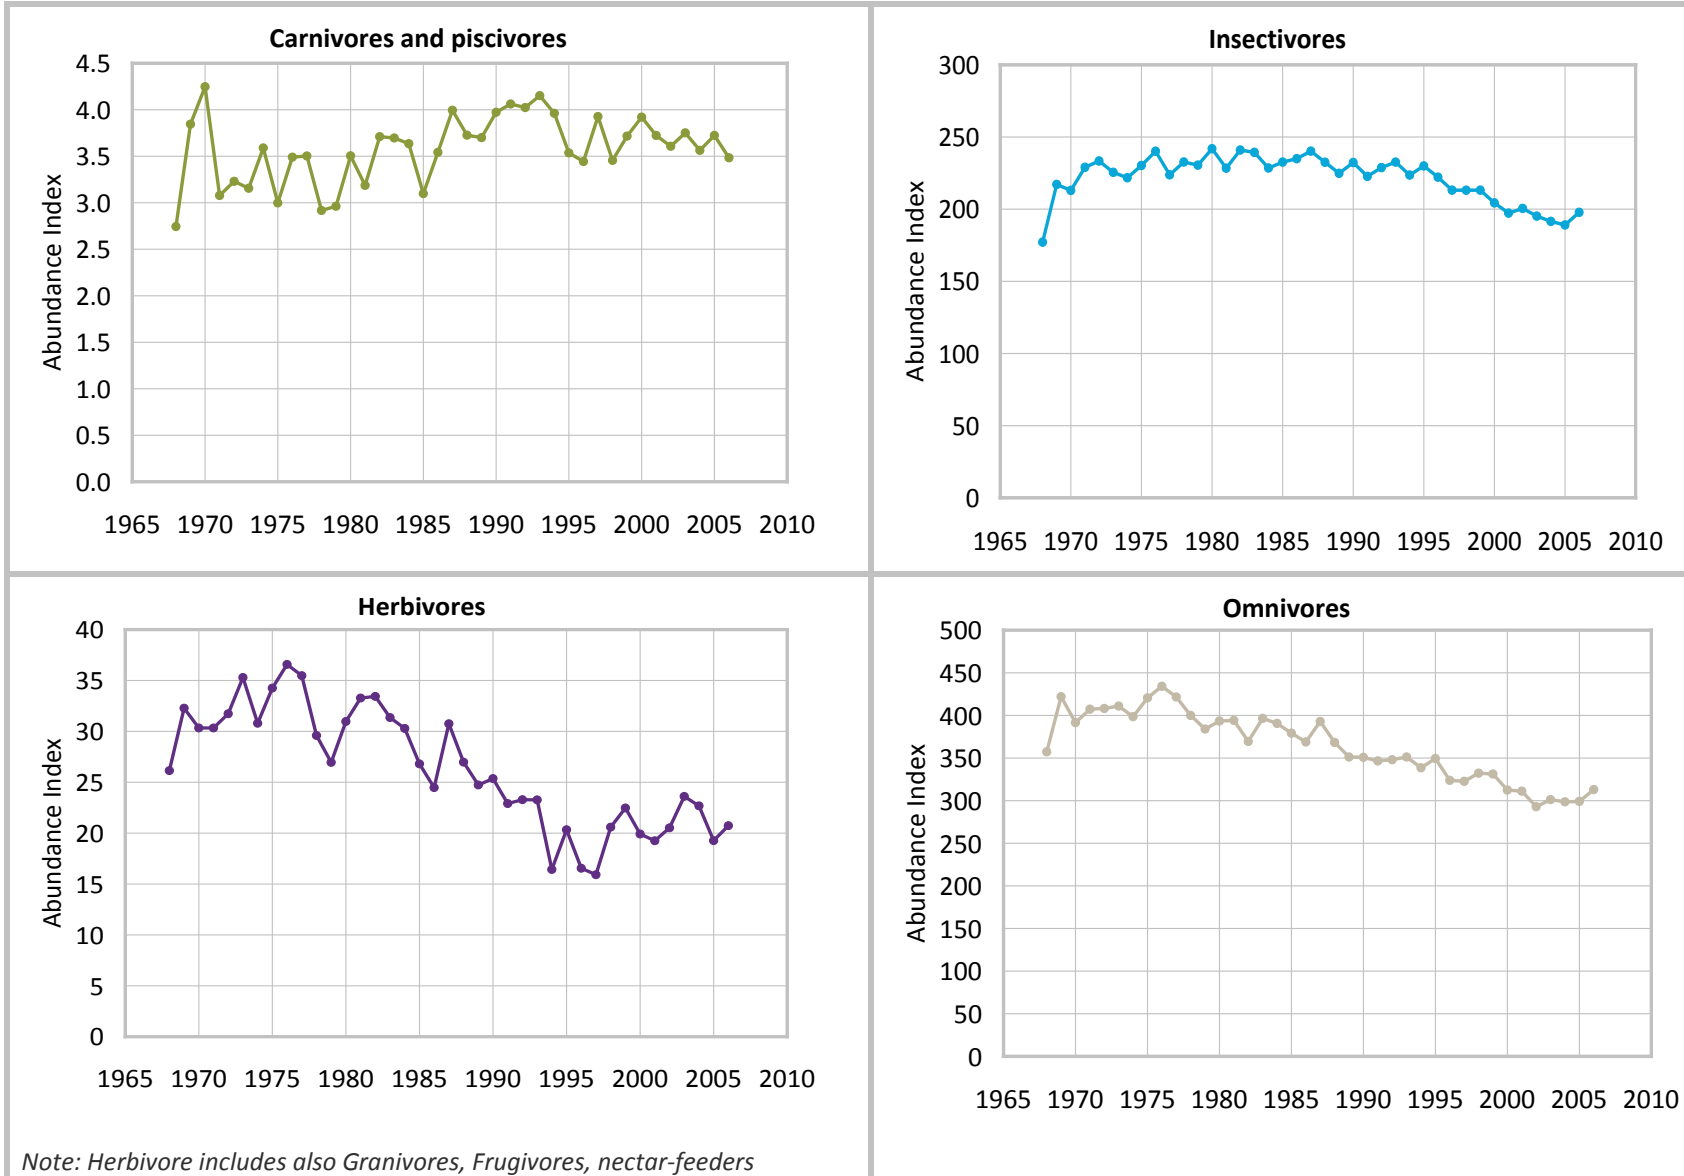 Carnivores and piscivores
4.5
4.0
3.5
3.0
2.5
2.0
1.5
1.0
0.5
0.0
Abundance Index
1965 1970 1975 1980 1985 1990 1995 2000 2005 2010
Insectivores
300
250
200
150
100
50
0
Abundance Index
1965 1970 1975 1980 1985 1990 1995 2000 2005 2010
Herbivores
40
35
30
25
20
15
10
5
0
Abundance Index
1965 1970 1975 1980 1985 1990 1995 2000 2005 2010
Note: Herbivore includes also Granivores, Frugivores, nectar-feeders
Omnivores
500
450
400
350
300
250
200
150
100
50
0
Abundance Index
1965 1970 1975 1980 1985 1990 1995 2000 2005 2010